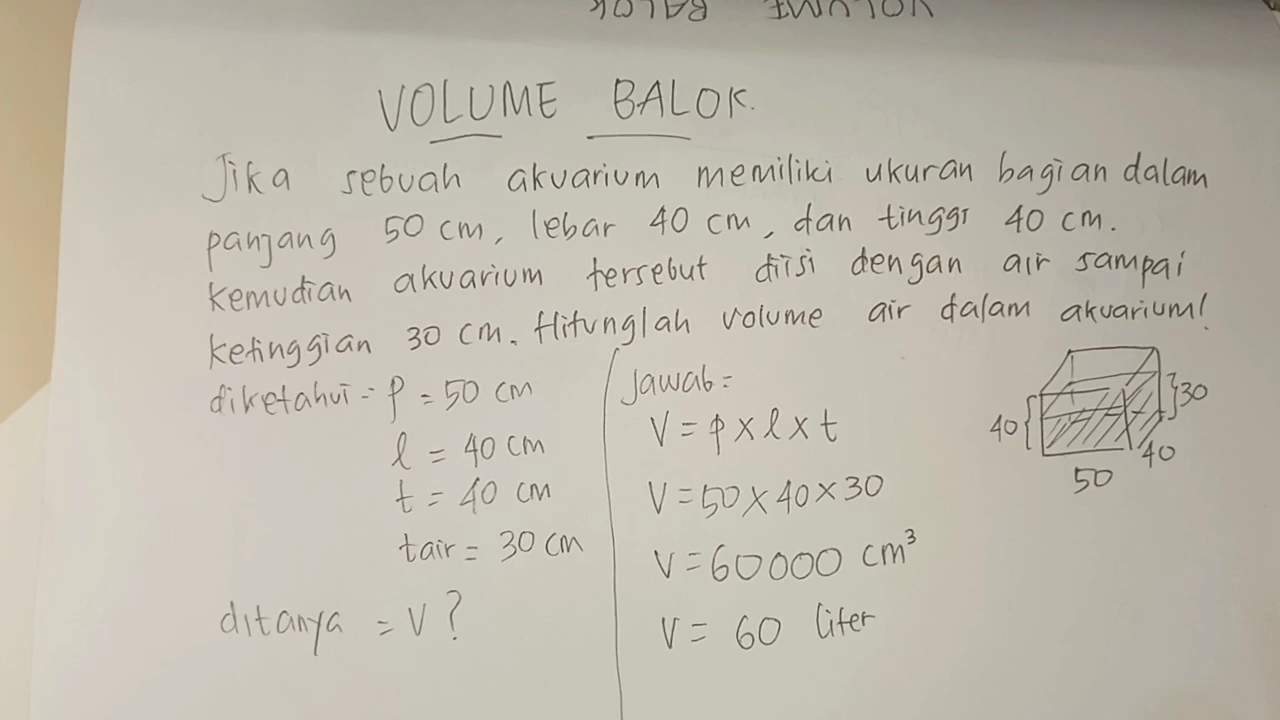 VOLUME BALOK
VOLUME BALOK.
Jika sebuah akuarium memiliki ukuran bagian dalam
panjang 50 cm, lebar 40 cm, dan tinggi 40 cm.
Kemudian akuarium tersebut diisi dengan air sampai
ketinggian 30 cm. Hitunglah volume air dalam akuarium!
diketahui = p = 50 cm
l = 40 cm
t = 40 cm
tair = 30 cm
ditanya = V?
Jawab =
V = p x l x t
V = 50 x 40 x 30
V = 60000 cm³
V = 60 liter
40
30
40
50